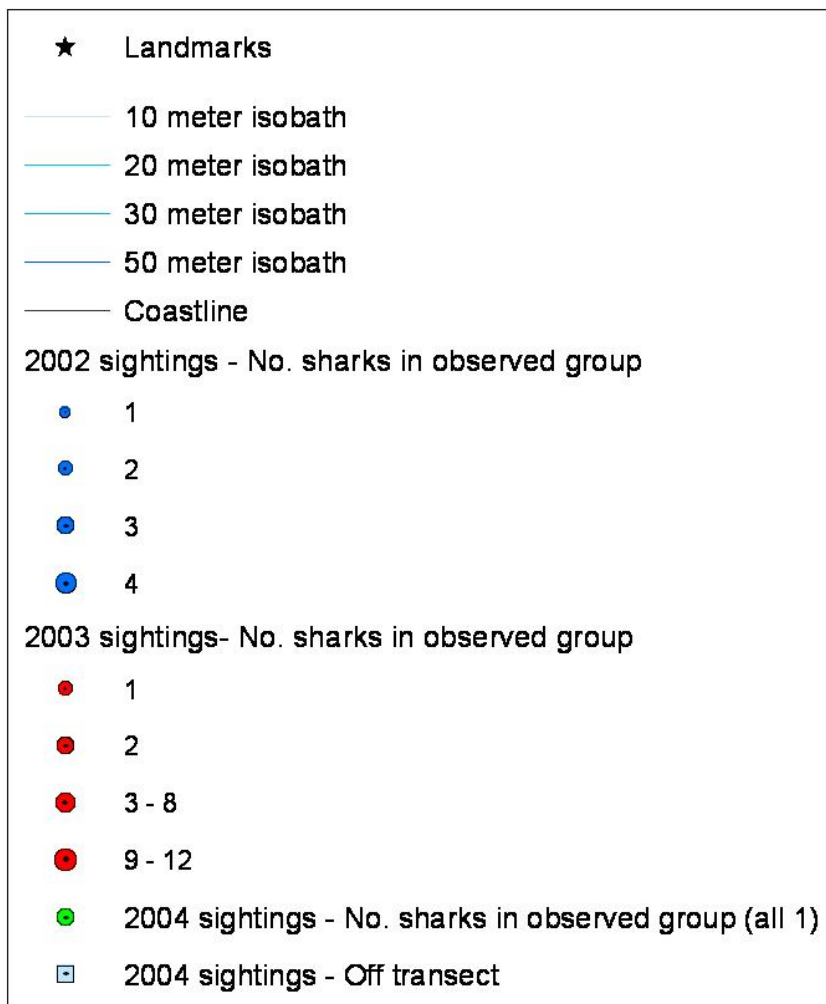 Landmarks
10 meter isobath
20 meter isobath
30 meter isobath
50 meter isobath
Coastline
2002 sightings - No. sharks in observed group
1
2
3
4
2003 sightings- No. sharks in observed group
1
2
3 - 8
9 - 12
2004 sightings - No. sharks in observed group (all 1)
2004 sightings - Off transect